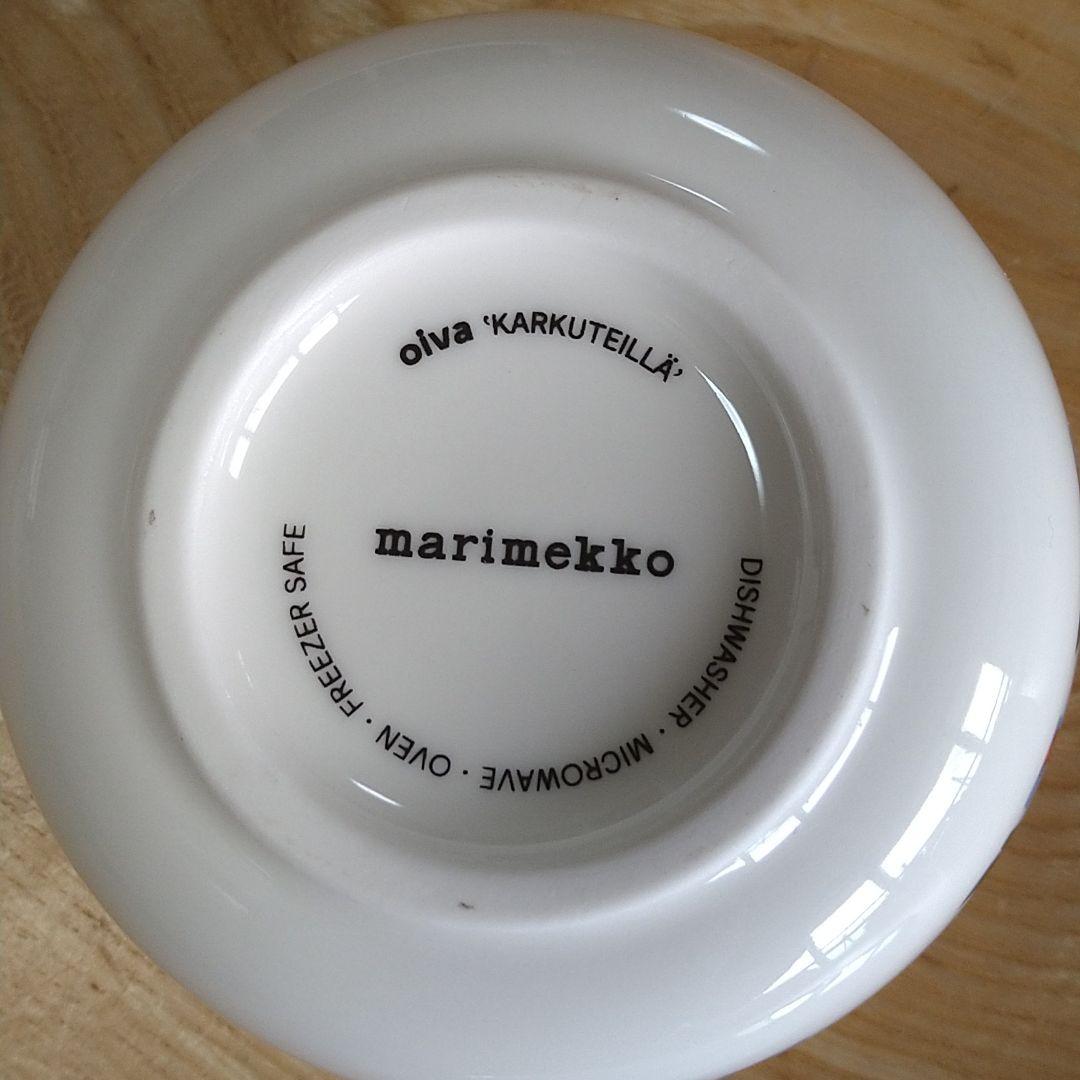 oiva ‘KARKUTEILLÄ’
marimekko
DISHWASHER · MICROWAVE · OVEN · FREEZER SAFE